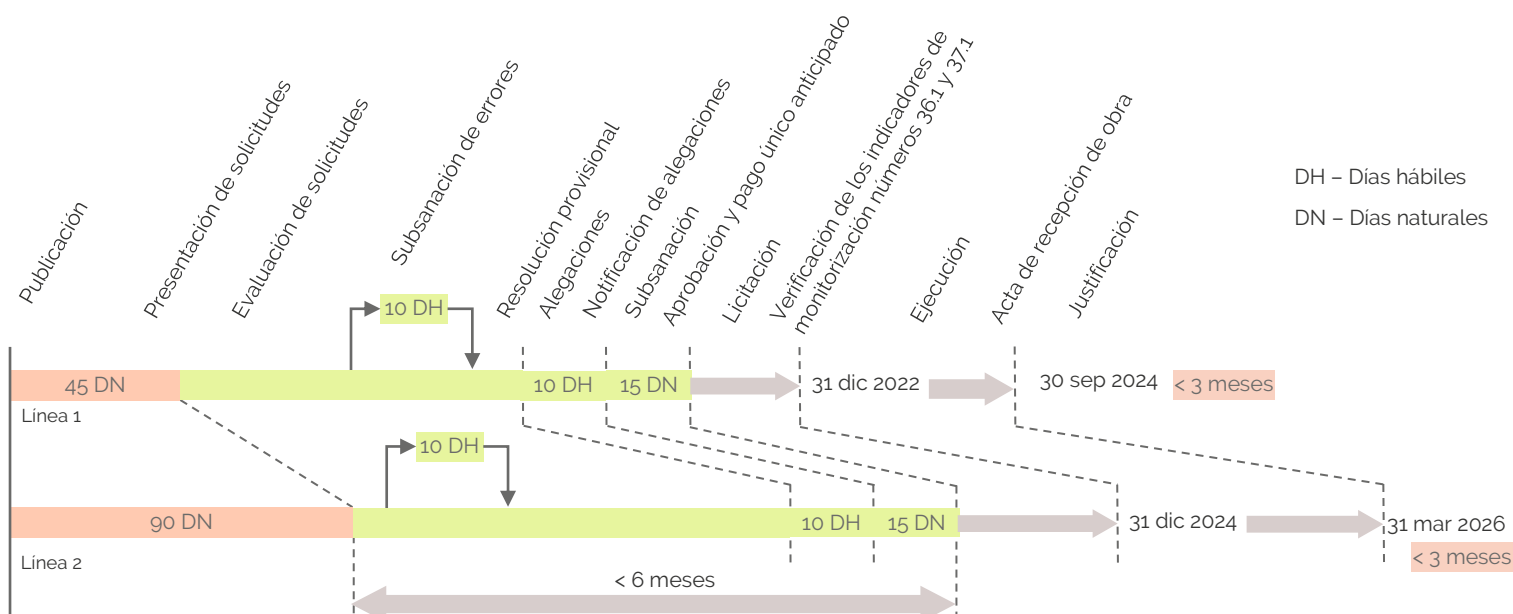 Publicación
Presentación de solicitudes
Evaluación de solicitudes
Subsanación de errores
Resolución provisional
Alegaciones
Notificación de alegaciones
Subsanación
Aprobación y pago único anticipado
Licitación
Verificación de los indicadores de
monitorización números 36.1 y 37.1
Ejecución
Acta de recepción de obra
Justificación
DH – Días hábiles
DN – Días naturales
10 DH
45 DN
10 DH
15 DN
31 dic 2022
30 sep 2024
< 3 meses
Línea 1
10 DH
90 DN
10 DH
15 DN
31 dic 2024
31 mar 2026
< 3 meses
Línea 2
< 6 meses